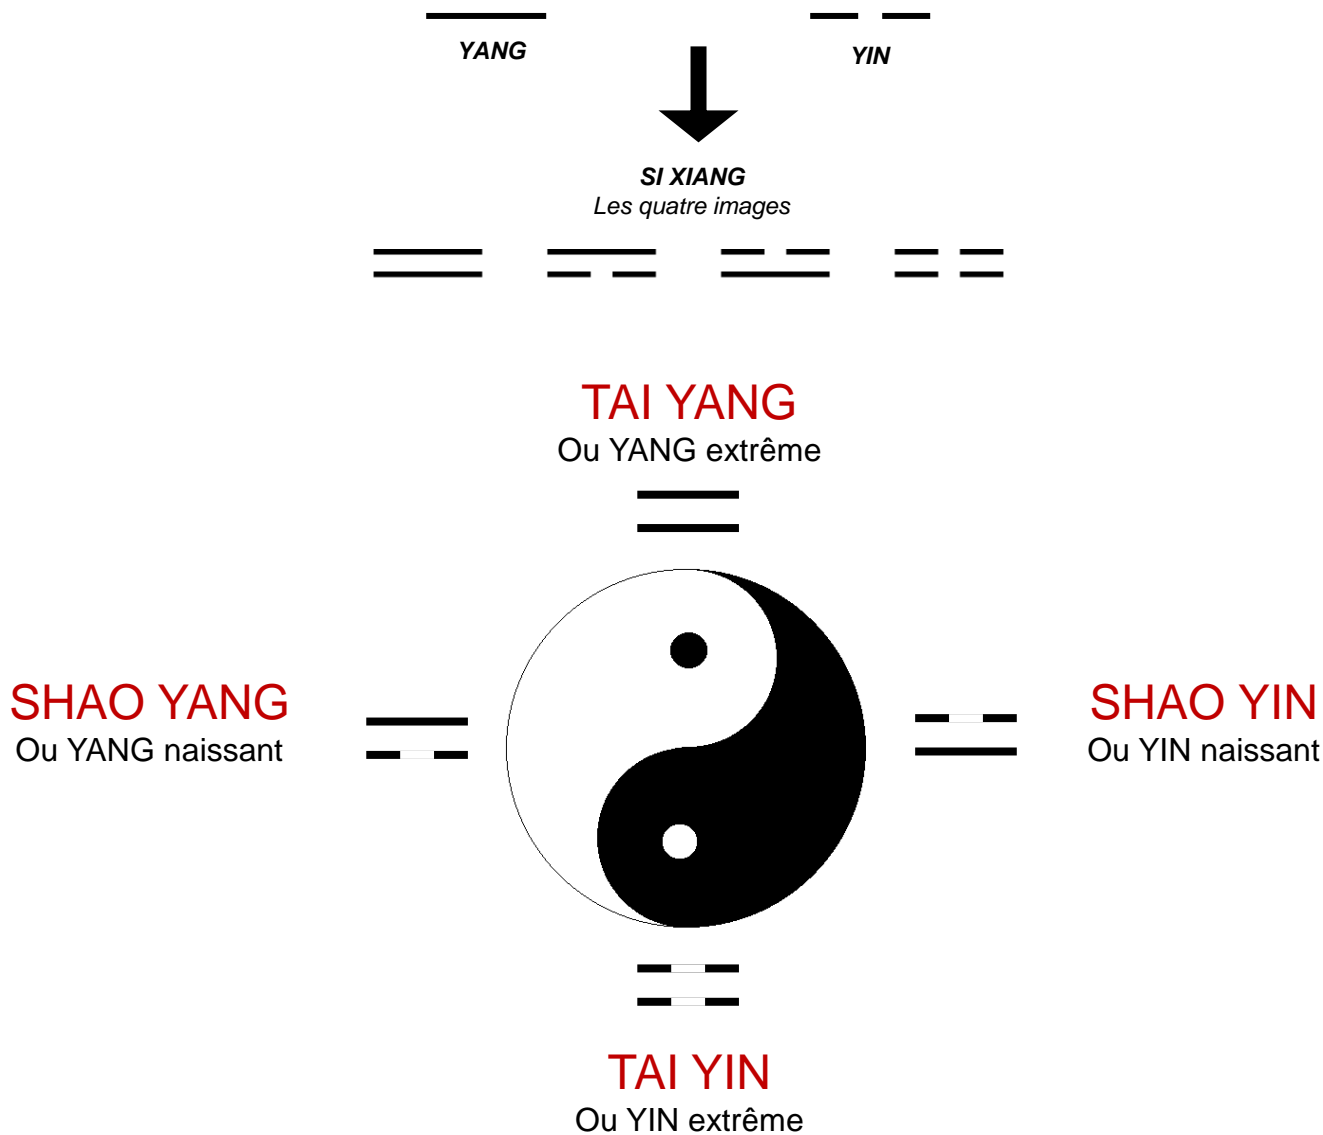 YANG
YIN
SI XIANG
Les quatre images
TAI YANG
Ou YANG extrême
SHAO YANG
Ou YANG naissant
SHAO YIN
Ou YIN naissant
TAI YIN
Ou YIN extrême